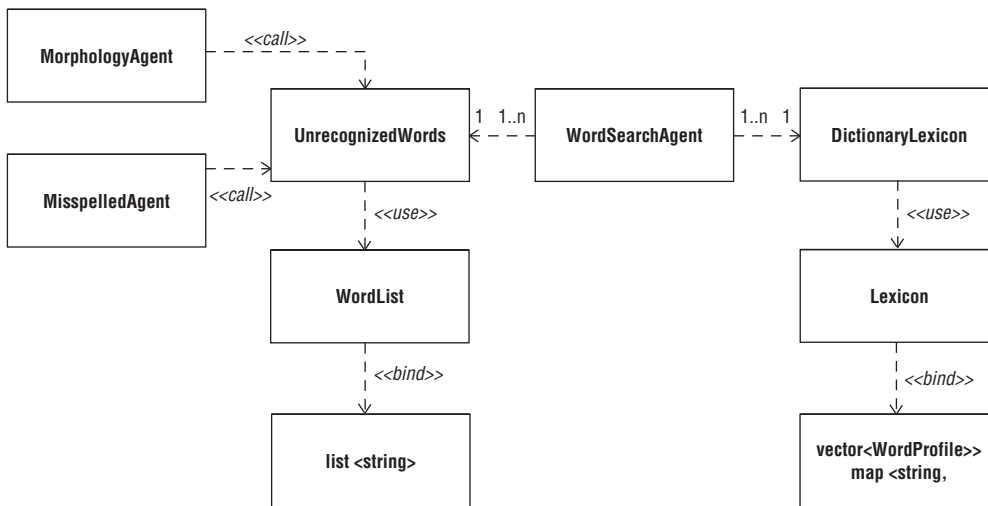 MorphologyAgent
<<call>>
UnrecognizedWords
1 1..n
WordSearchAgent
1..n 1
DictionaryLexicon
MisspelledAgent
<<call>>
<<use>>
<<use>>
WordList
Lexicon
<<bind>>
<<bind>>
list <string>
vector<WordProfile>>
map <string,